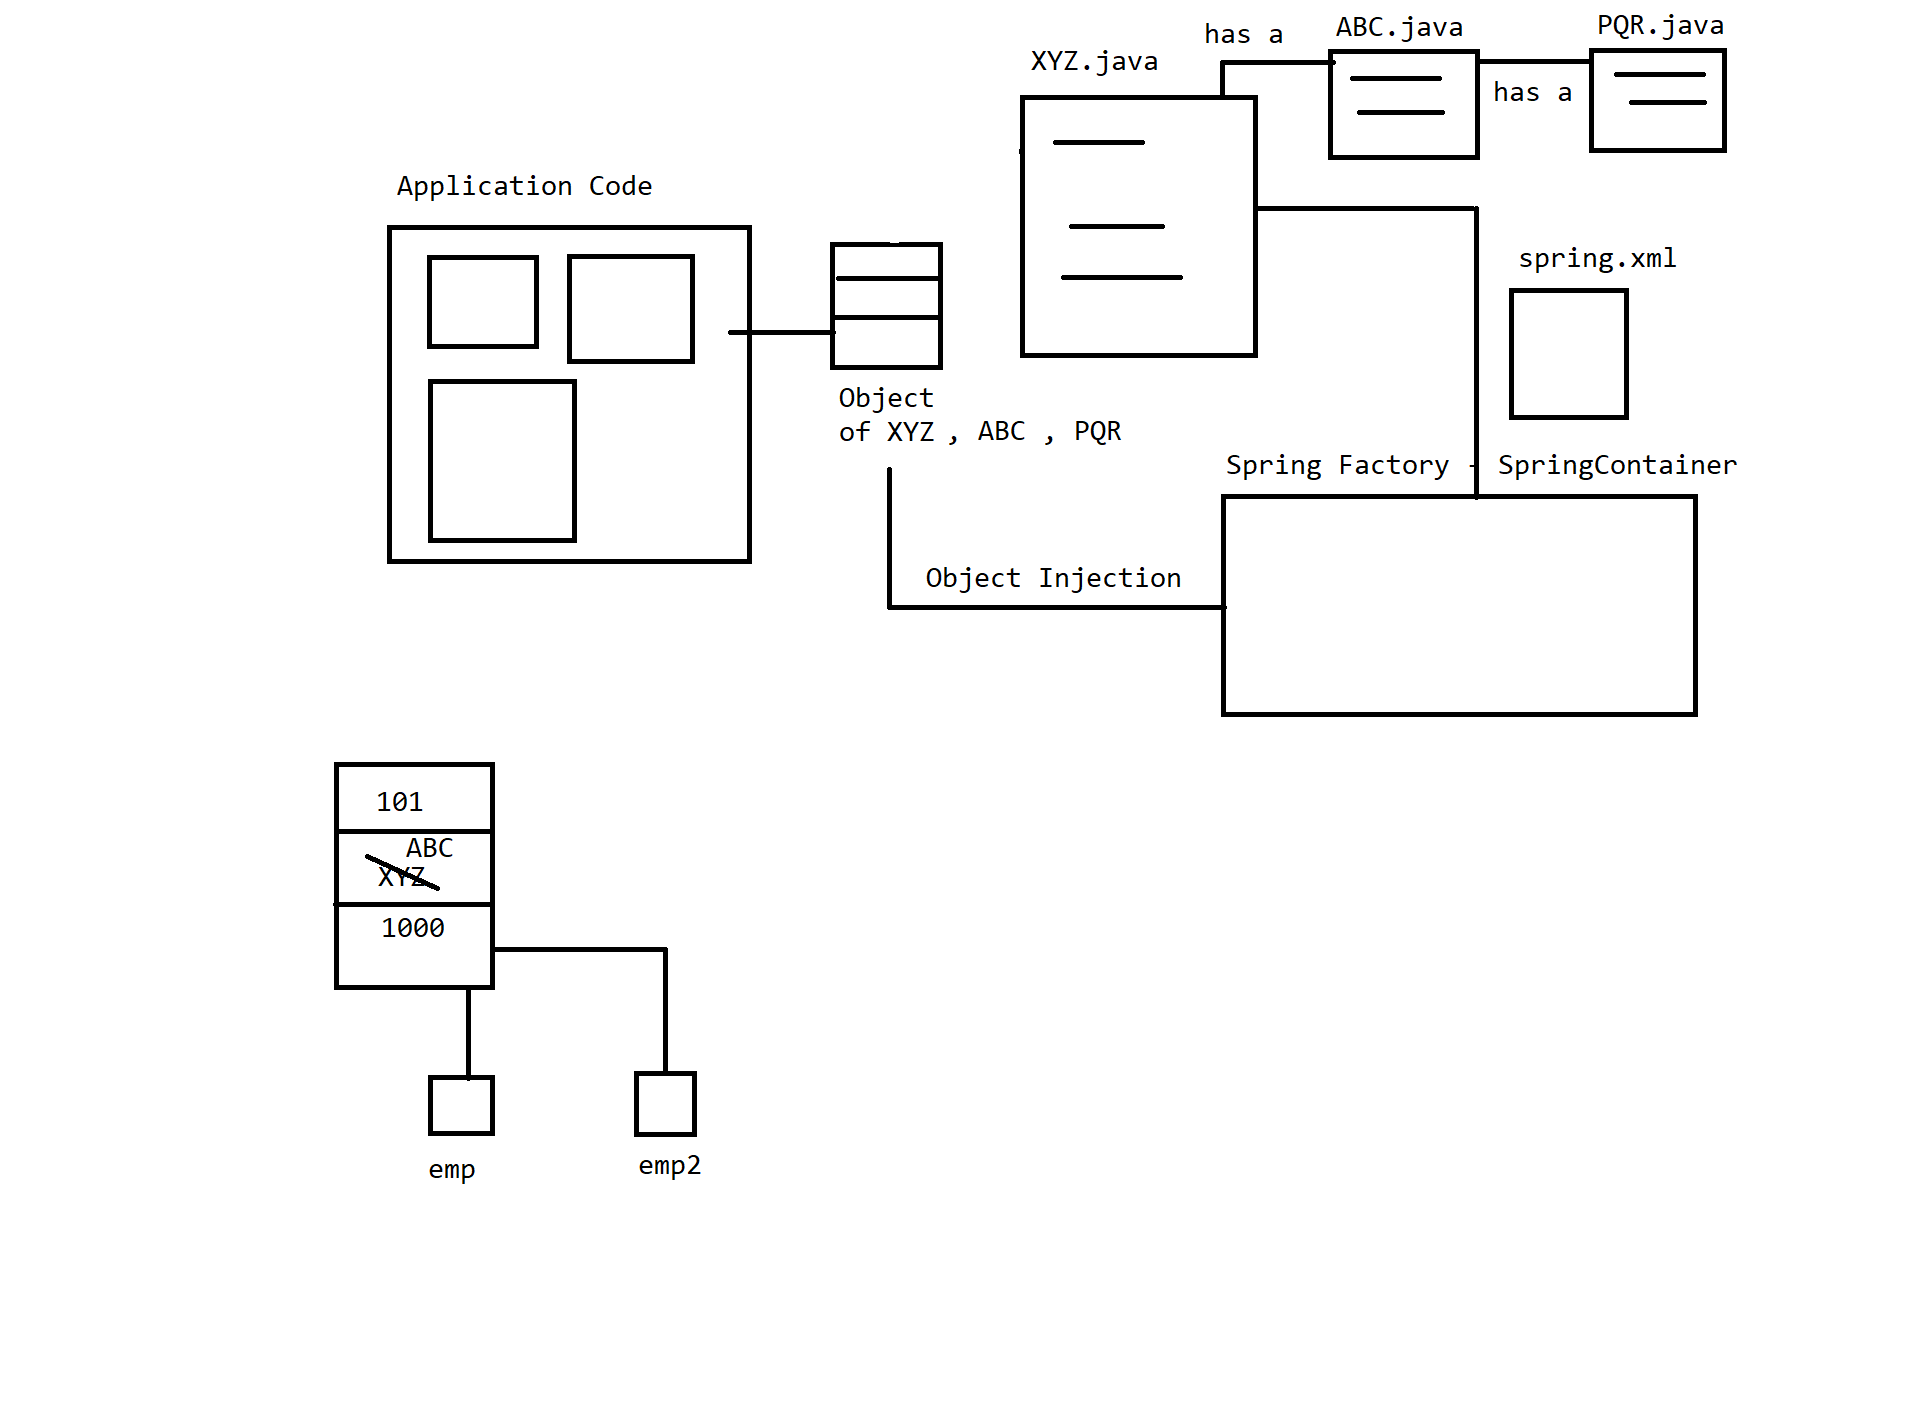 has a
ABC.java
PQR.java
XYZ.java
has a
Application Code
spring.xml
Object
of XYZ , ABC , PQR
Spring Factory - SpringContainer
Object Injection
101
ABC
XYZ
1000
emp
emp2